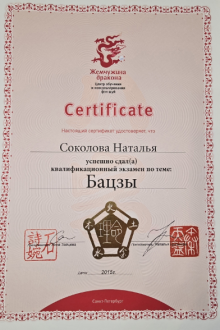 Жемчужина
дракона
Certificate
Настоящий сертификат удостоверяет, что
Соколова Наталья
успешно сдал(а)
квалификационный экзамен по теме:
Бацзы
Дата
2013г.
Санкт-Петербург